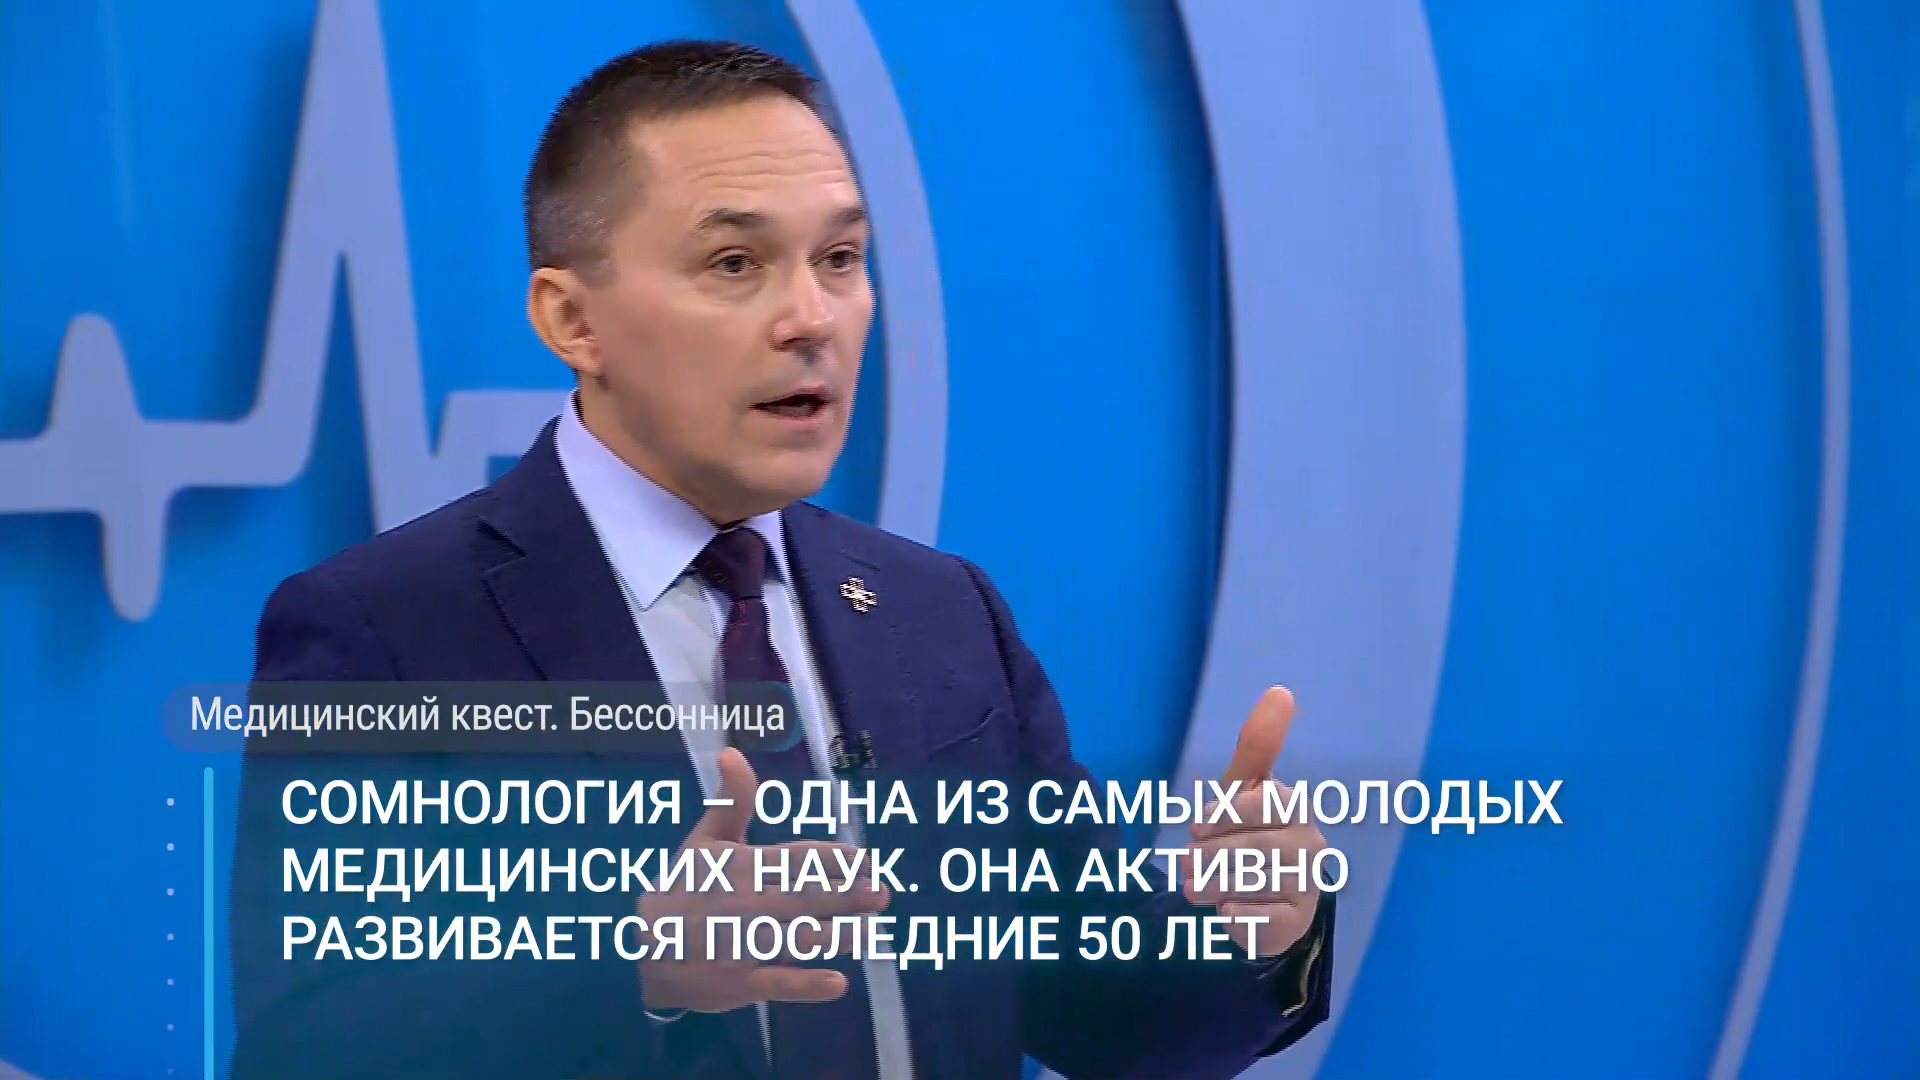 Медицинский квест. Бессонница
СОМНОЛОГИЯ – ОДНА ИЗ САМЫХ МОЛОДЫХ
МЕДИЦИНСКИХ НАУК. ОНА АКТИВНО
РАЗВИВАЕТСЯ ПОСЛЕДНИЕ 50 ЛЕТ